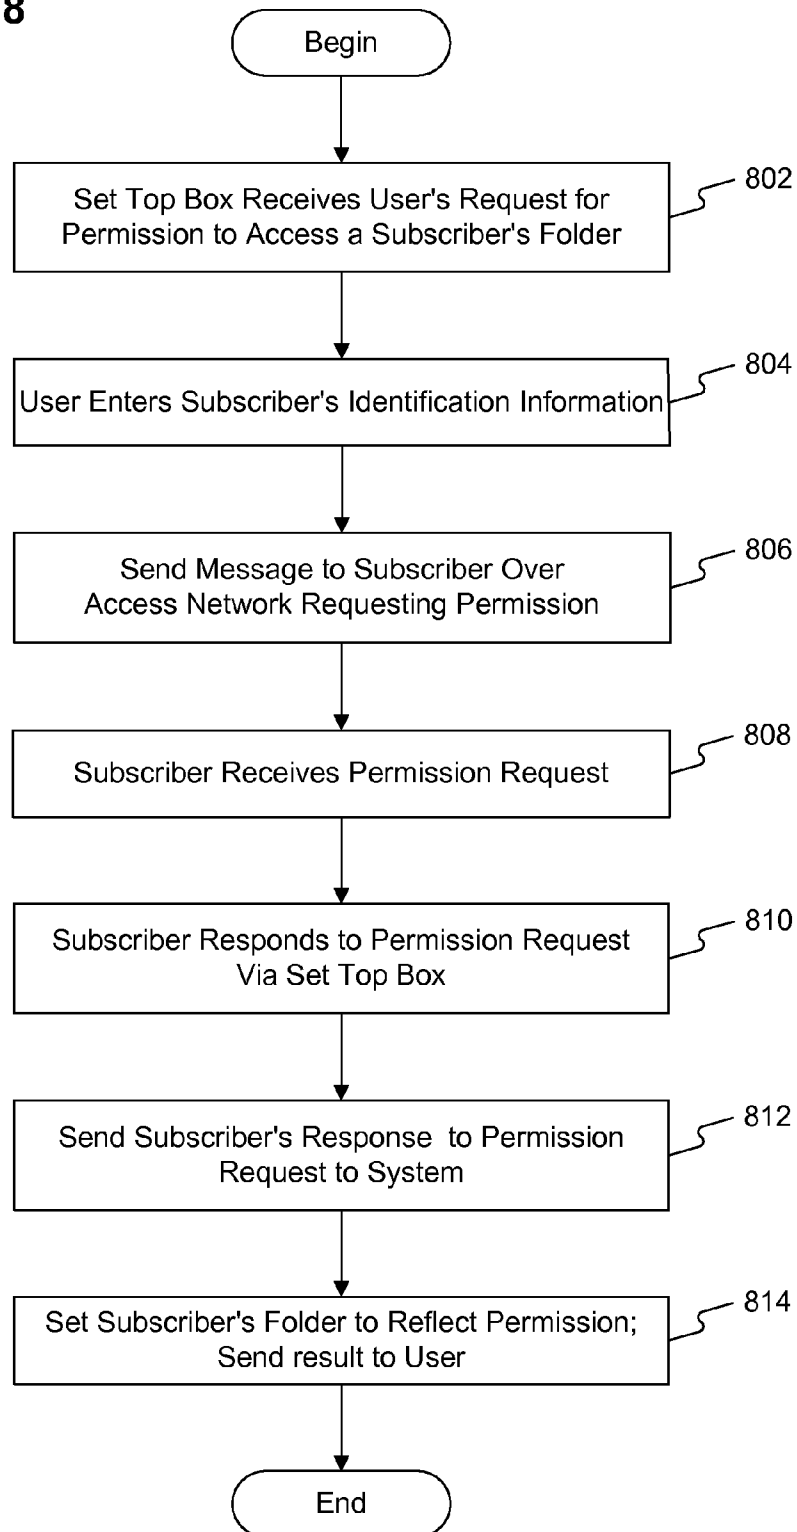 8
Begin
Set Top Box Receives User's Request for
Permission to Access a Subscriber's Folder
802
User Enters Subscriber's Identification Information
804
Send Message to Subscriber Over
Access Network Requesting Permission
806
Subscriber Receives Permission Request
808
Subscriber Responds to Permission Request
Via Set Top Box
810
Send Subscriber's Response to Permission
Request to System
812
Set Subscriber's Folder to Reflect Permission;
Send result to User
814
End